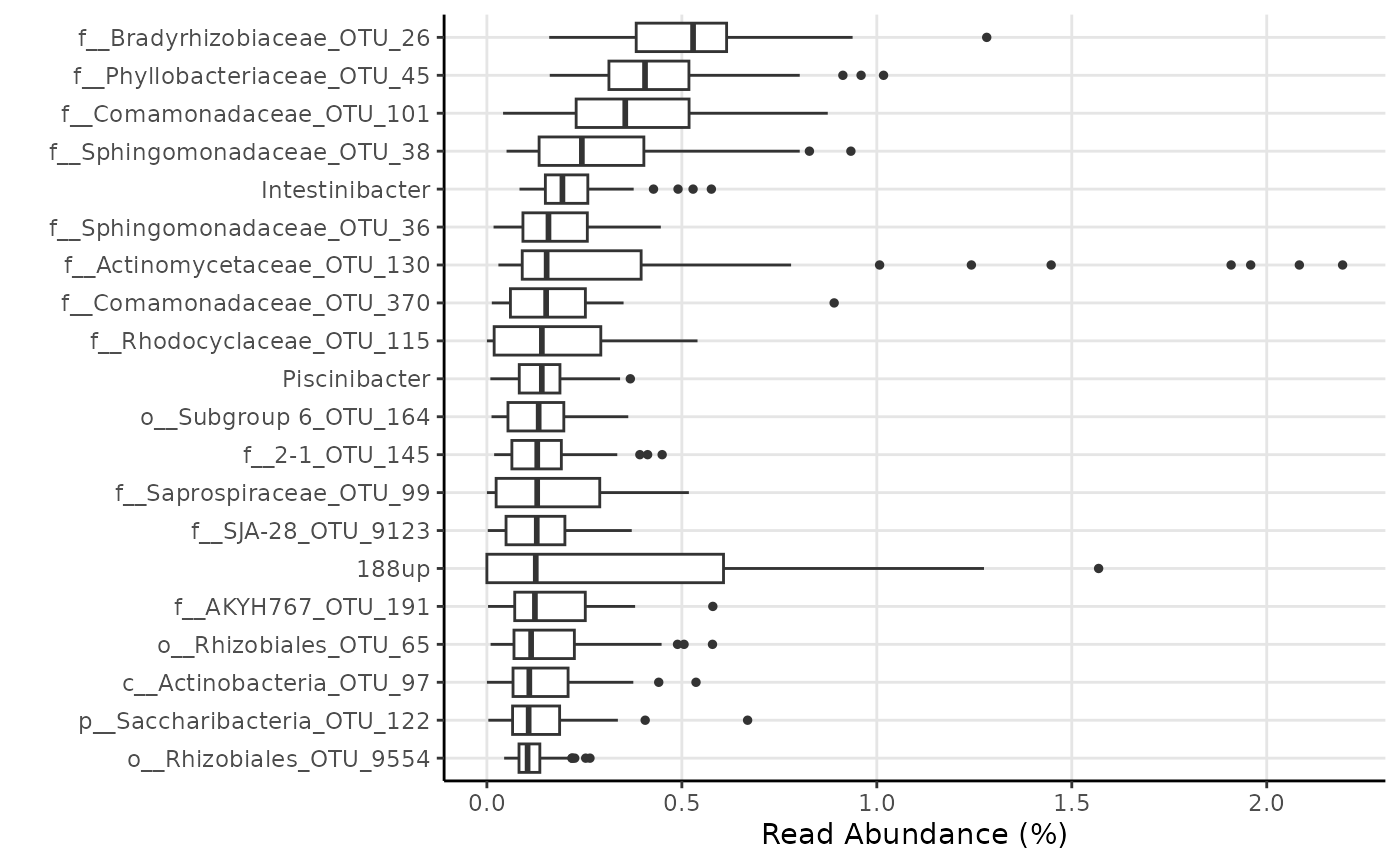 f__Bradyrhizobiaceae_OTU_26
f__Phyllobacteriaceae_OTU_45
f__Comamonadaceae_OTU_101
f__Sphingomonadaceae_OTU_38
Intestinibacter
f__Sphingomonadaceae_OTU_36
f__Actinomycetaceae_OTU_130
f__Comamonadaceae_OTU_370
f__Rhodocyclaceae_OTU_115
Piscinibacter
o__Subgroup 6_OTU_164
f__2-1_OTU_145
f__Saprospiraceae_OTU_99
f__SJA-28_OTU_9123
188up
f__AKYH767_OTU_191
o__Rhizobiales_OTU_65
c__Actinobacteria_OTU_97
p__Saccharibacteria_OTU_122
o__Rhizobiales_OTU_9554
0.0 0.5 1.0 1.5 2.0
Read Abundance (%)